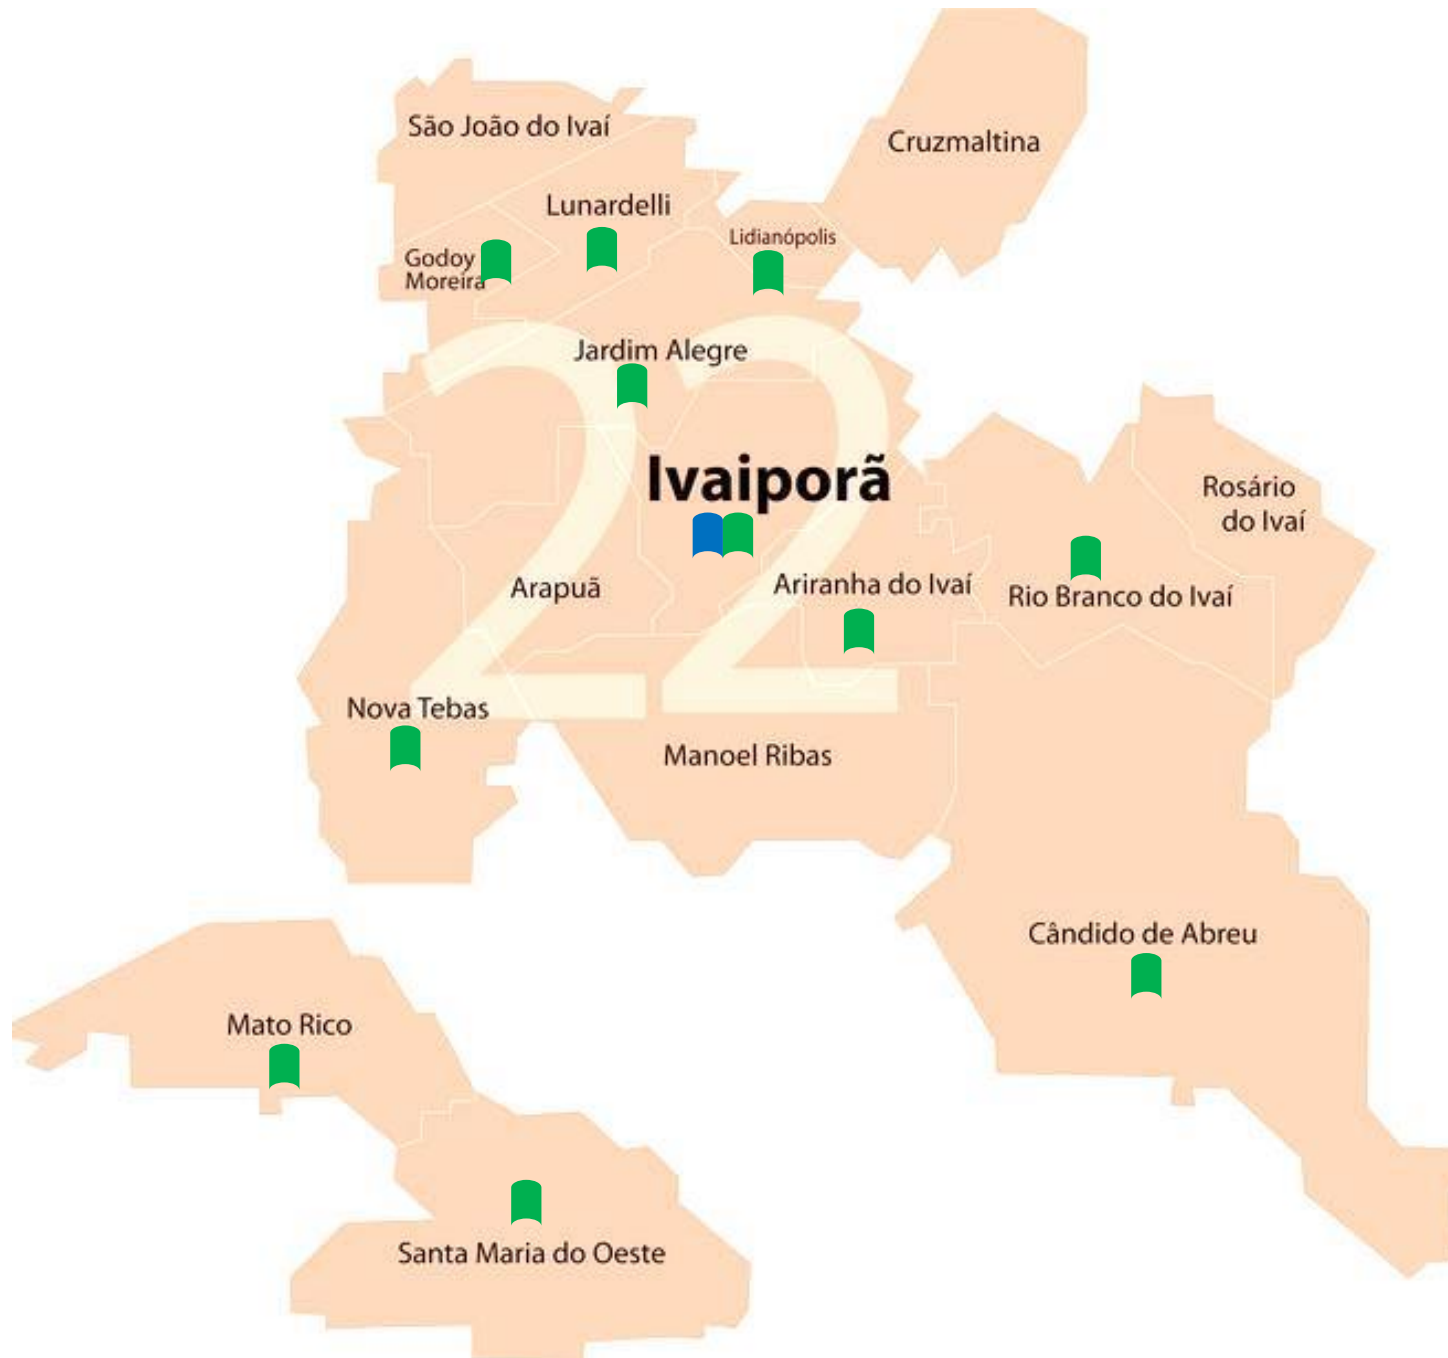 São João do Ivaí
Cruzmaltina
Lunardelli
Lidianópolis
Godoy
Moreira
Jardim Alegre
22
Ivaiporã
Rosário
do Ivaí
Arapuã
Ariranha do Ivaí
Rio Branco do Ivaí
Nova Tebas
Manoel Ribas
Cândido de Abreu
Mato Rico
Santa Maria do Oeste